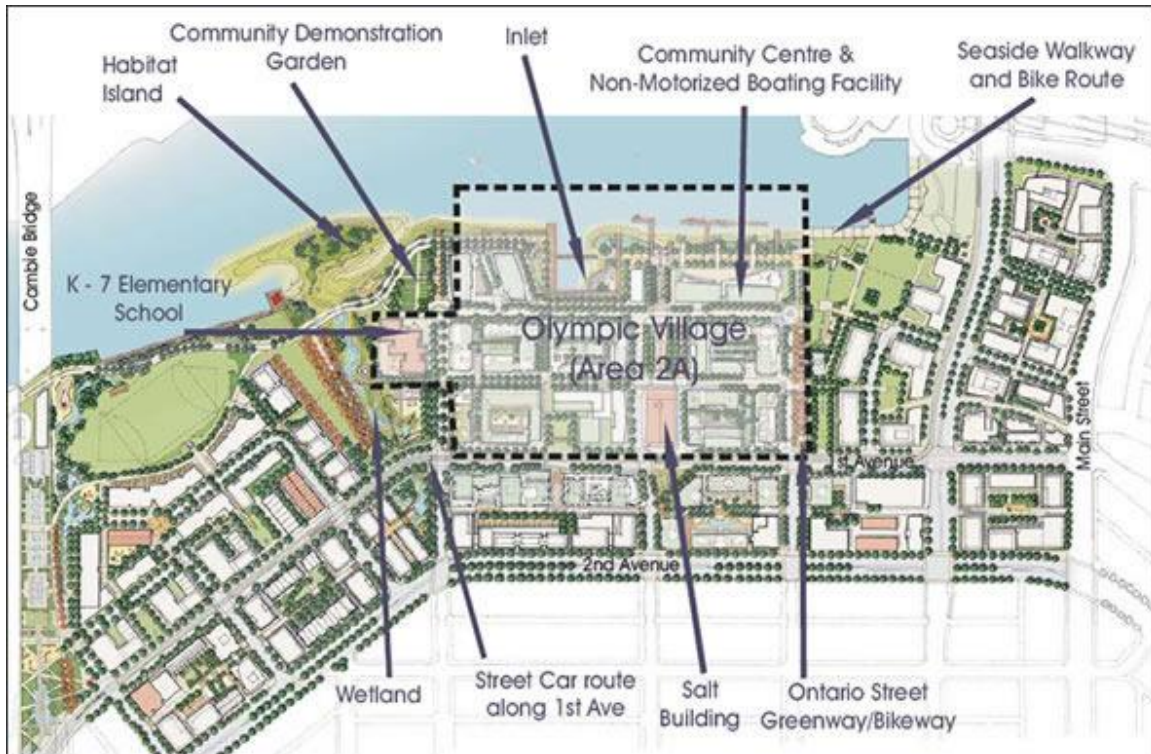 Community Demonstration
Garden
Inlet
Community Centre &
Non-Motorized Boating Facility
Seaside Walkway
and Bike Route
Habitat
Island
Cambie Bridge
K - 7 Elementary
School
Olympic Village
(Area 2A)
Main Street
1st Avenue
2nd Avenue
Wetland
Street Car route
along 1st Ave
Salt
Building
Ontario Street
Greenway/Bikeway